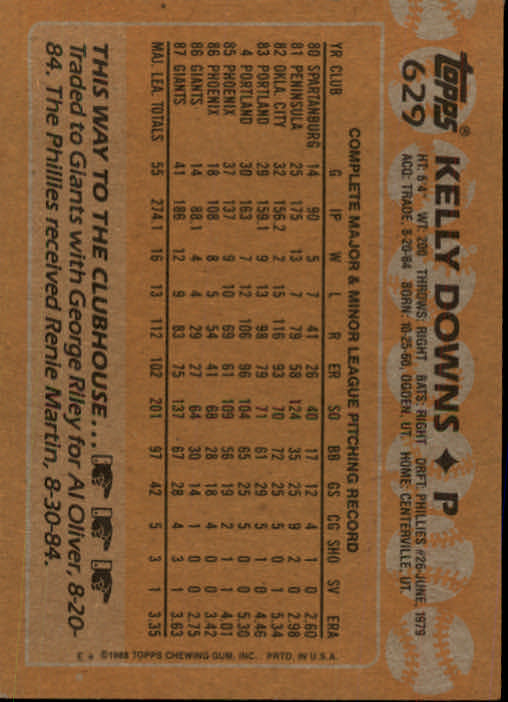 topps®
629
KELLY DOWNS ♦ P
HT: 6'4" WT: 200 THROWS: RIGHT BATS: RIGHT DRFT: PHILLIES #26-JUNE, 1979
ACQ: TRADE, 8-20-84 BORN: 10-25-60, OGDEN, UT. HOME: CENTERVILLE, UT.
COMPLETE MAJOR & MINOR LEAGUE PITCHING RECORD
YR CLUB G IP W L R ER SO BB GS CG SHO SV ERA
80 SPARTANBURG 14 90 5 7 41 26 40 17 12 4 1 0 2.60
81 PENINSULA 25 175 13 7 79 58 124 35 25 9 2 0 2.98
82 OKLA. CITY 32 156.2 2 15 116 93 70 72 25 5 0 1 5.34
83 PORTLAND 29 159.1 9 13 98 79 71 61 29 5 1 0 4.46
4 PORTLAND 30 163 7 12 106 96 104 65 25 5 0 0 5.30
85 PHOENIX 37 137 9 10 69 61 109 56 19 2 1 1 4.01
86 PHOENIX 18 108 8 5 54 41 68 28 18 4 0 0 3.42
86 GIANTS 14 88.1 4 4 29 27 64 30 14 1 0 0 2.75
87 GIANTS 41 186 12 9 83 75 137 67 28 4 3 1 3.63
MAJ. LEA. TOTALS 55 274.1 16 13 112 102 201 97 42 5 3 1 3.35
THIS WAY TO THE CLUBHOUSE...
Traded to Giants with George Riley for Al Oliver, 8-20-
84. The Phillies received Renie Martin, 8-30-84.
E* ©1988 TOPPS CHEWING GUM, INC. PRTD. IN U.S.A.